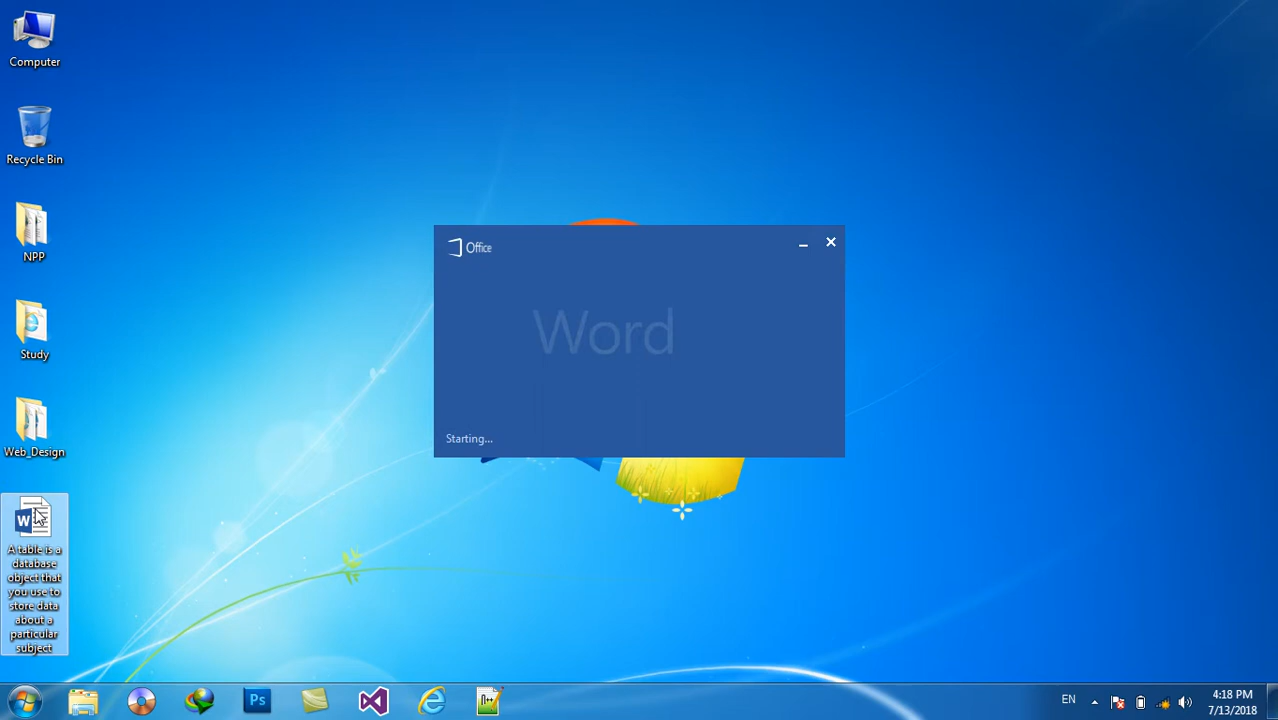 Computer
Recycle Bin
NPP
Study
Web_Design
W
A table is a
database
object that
you use to
store data
about a
particular
subject
Office
Word
Starting...
Ps
n++
EN
4:18 PM
7/13/2018